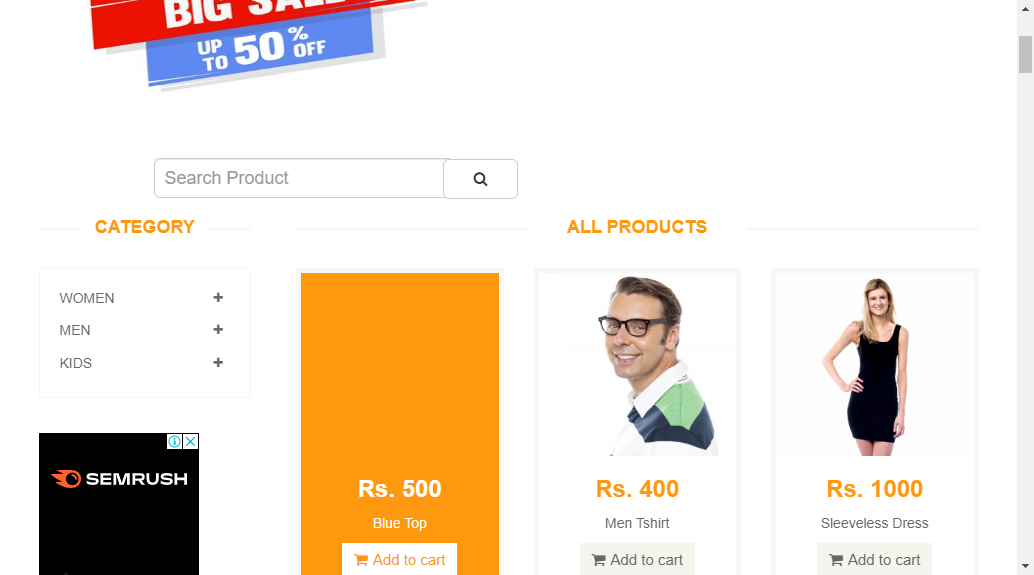 BIG SALE
UP TO 50% OFF
Search Product
CATEGORY
ALL PRODUCTS
WOMEN
MEN
KIDS
SEMRUSH
Rs. 500
Blue Top
Add to cart
Rs. 400
Men Tshirt
Add to cart
Rs. 1000
Sleeveless Dress
Add to cart